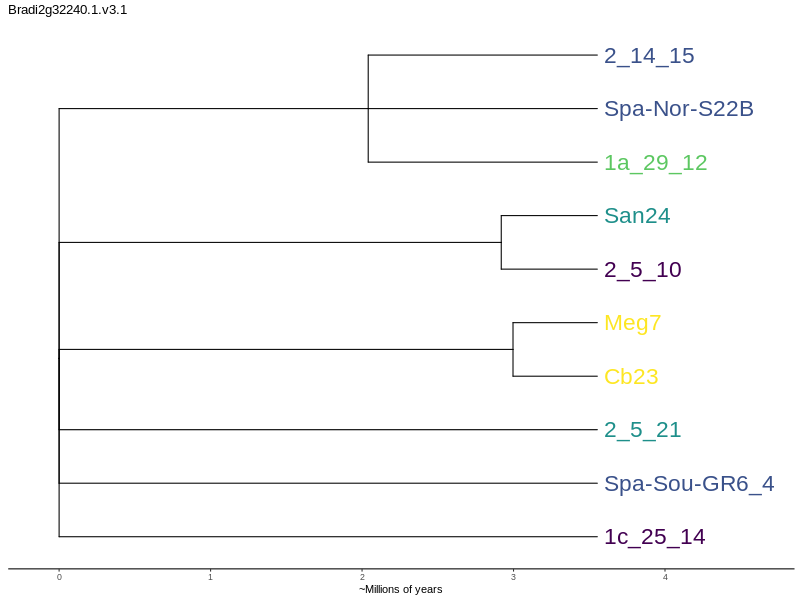 Bradi2g32240.1.v3.1
2_14_15
Spa-Nor-S22B
1a_29_12
San24
2_5_10
Meg7
Cb23
2_5_21
Spa-Sou-GR6_4
1c_25_14
0 1 2 3 4
~Millions of years